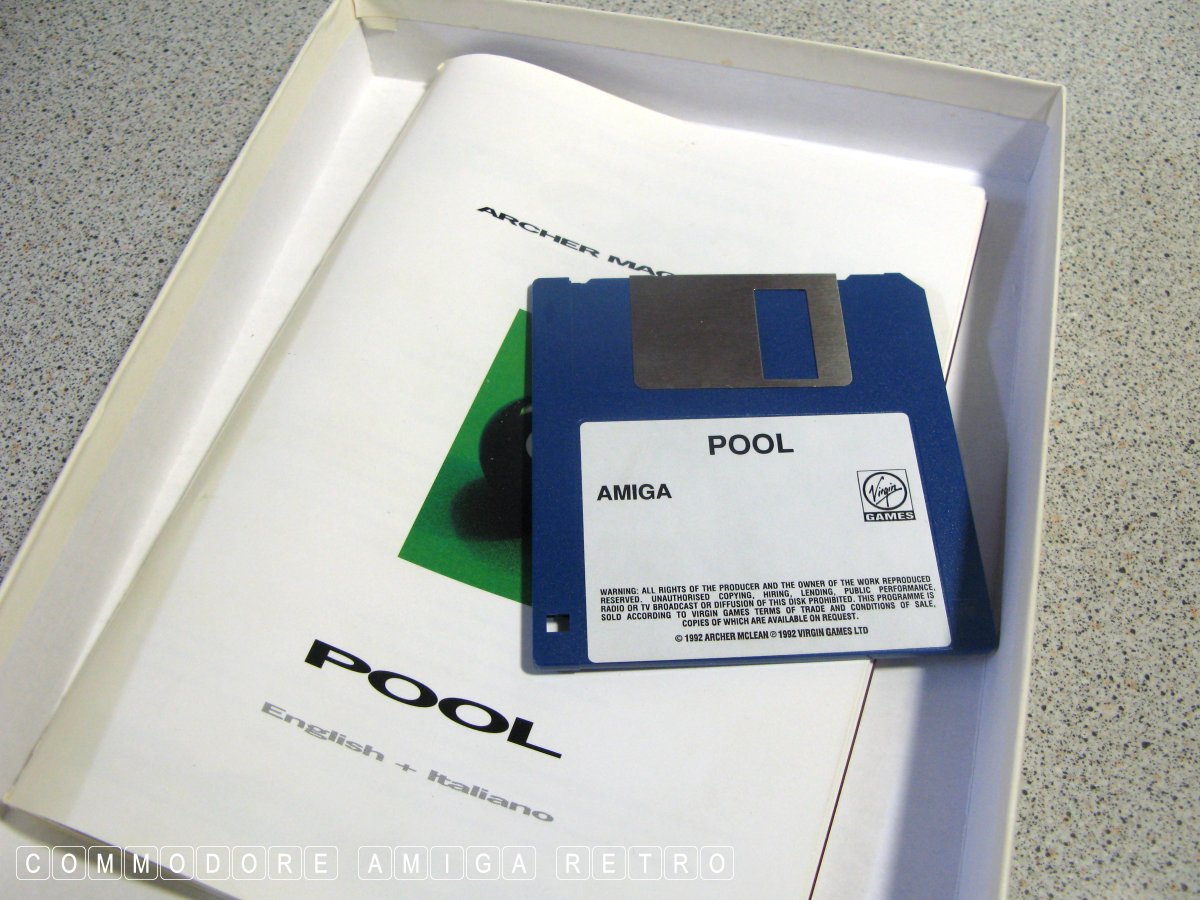 ARCHER MAC
POOL
English + Italiano
POOL
AMIGA
Virgin
GAMES
WARNING: ALL RIGHTS OF THE PRODUCER AND THE OWNER OF THE WORK REPRODUCED
RESERVED. UNAUTHORISED COPYING, HIRING, LENDING, PUBLIC PERFORMANCE,
RADIO OR TV BROADCAST OR DIFFUSION OF THIS DISK PROHIBITED. THIS PROGRAMME IS
SOLD ACCORDING TO VIRGIN GAMES TERMS OF TRADE AND CONDITIONS OF SALE,
COPIES OF WHICH ARE AVAILABLE ON REQUEST.
© 1992 ARCHER MCLEAN ℗ 1992 VIRGIN GAMES LTD
COMMODORE AMIGA RETRO